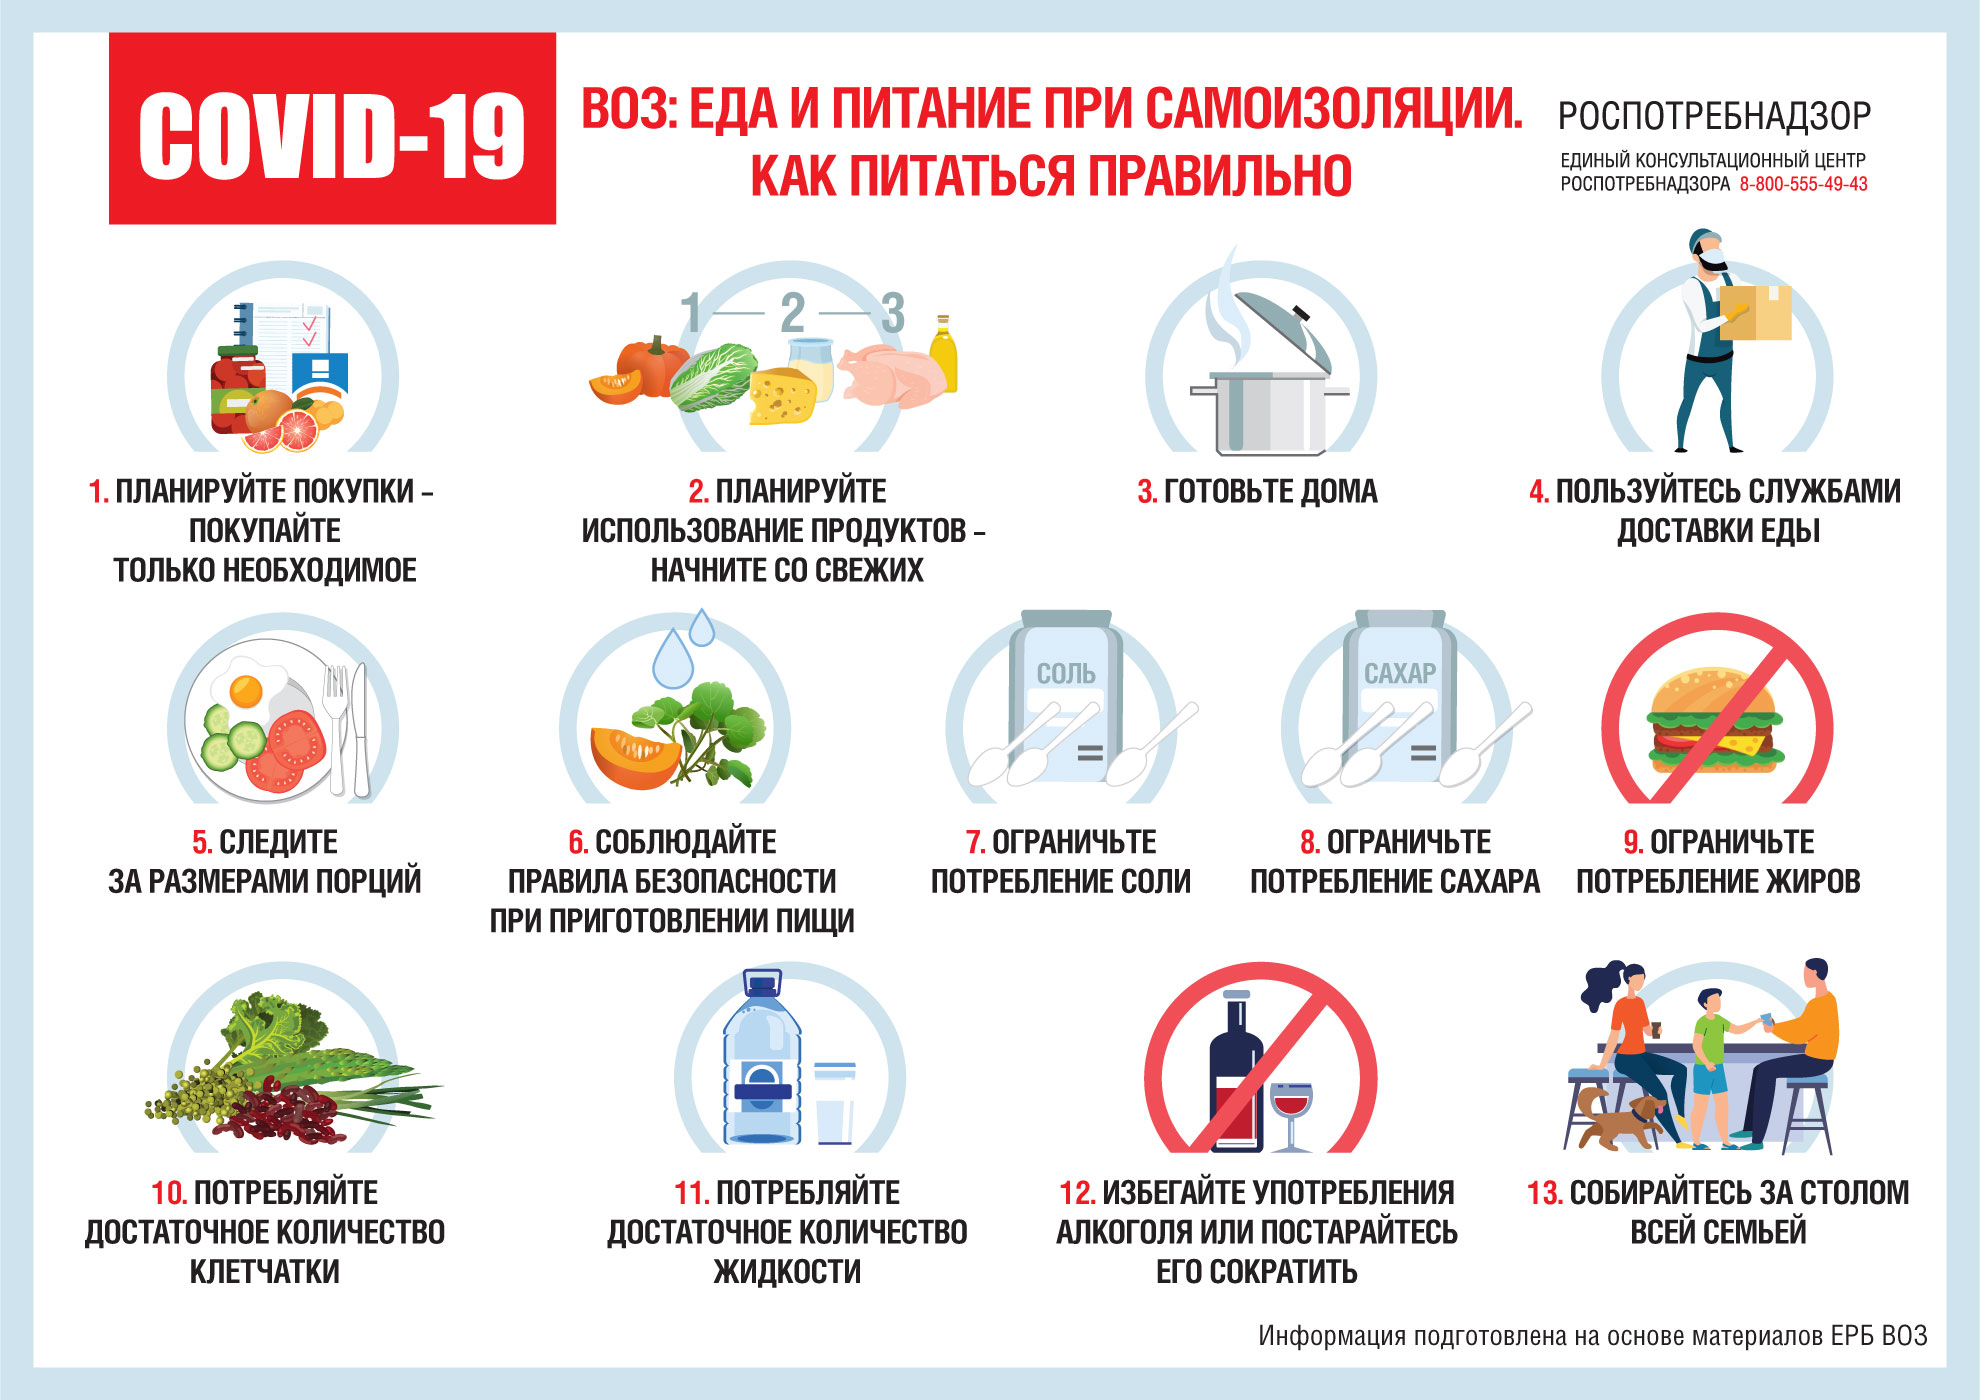 COVID-19
ВОЗ: ЕДА И ПИТАНИЕ ПРИ САМОИЗОЛЯЦИИ.
КАК ПИТАТЬСЯ ПРАВИЛЬНО
РОСПОТРЕБНАДЗОР
ЕДИНЫЙ КОНСУЛЬТАЦИОННЫЙ ЦЕНТР
РОСПОТРЕБНАДЗОРА 8-800-555-49-43
1. ПЛАНИРУЙТЕ ПОКУПКИ –
ПОКУПАЙТЕ
ТОЛЬКО НЕОБХОДИМОЕ
1 — 2 — 3
2. ПЛАНИРУЙТЕ
ИСПОЛЬЗОВАНИЕ ПРОДУКТОВ –
НАЧНИТЕ СО СВЕЖИХ
3. ГОТОВЬТЕ ДОМА
4. ПОЛЬЗУЙТЕСЬ СЛУЖБАМИ
ДОСТАВКИ ЕДЫ
5. СЛЕДИТЕ
ЗА РАЗМЕРАМИ ПОРЦИЙ
6. СОБЛЮДАЙТЕ
ПРАВИЛА БЕЗОПАСНОСТИ
ПРИ ПРИГОТОВЛЕНИИ ПИЩИ
СОЛЬ
7. ОГРАНИЧЬТЕ
ПОТРЕБЛЕНИЕ СОЛИ
САХАР
8. ОГРАНИЧЬТЕ
ПОТРЕБЛЕНИЕ САХАРА
9. ОГРАНИЧЬТЕ
ПОТРЕБЛЕНИЕ ЖИРОВ
10. ПОТРЕБЛЯЙТЕ
ДОСТАТОЧНОЕ КОЛИЧЕСТВО
КЛЕТЧАТКИ
11. ПОТРЕБЛЯЙТЕ
ДОСТАТОЧНОЕ КОЛИЧЕСТВО
ЖИДКОСТИ
12. ИЗБЕГАЙТЕ УПОТРЕБЛЕНИЯ
АЛКОГОЛЯ ИЛИ ПОСТАРАЙТЕСЬ
ЕГО СОКРАТИТЬ
13. СОБИРАЙТЕСЬ ЗА СТОЛОМ
ВСЕЙ СЕМЬЕЙ
Информация подготовлена на основе материалов ЕРБ ВОЗ